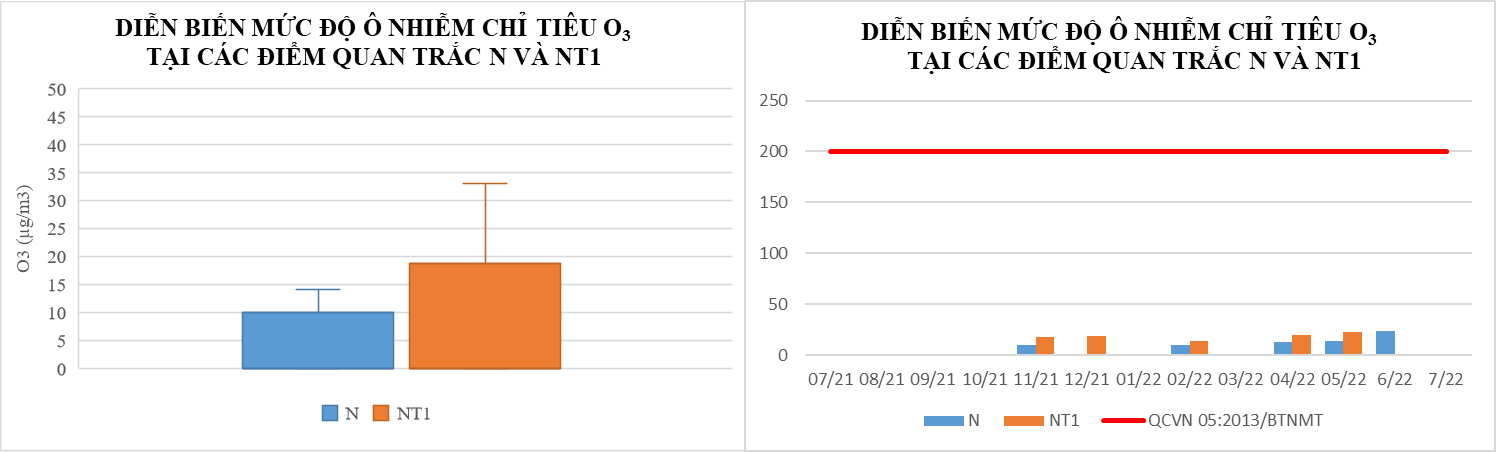 DIỄN BIẾN MỨC ĐỘ Ô NHIỄM CHỈ TIÊU O₃
TẠI CÁC ĐIỂM QUAN TRẮC N VÀ NT1
50
45
40
35
30
25
20
15
10
5
0
O3 (µg/m3)
N NT1
DIỄN BIẾN MỨC ĐỘ Ô NHIỄM CHỈ TIÊU O₃
TẠI CÁC ĐIỂM QUAN TRẮC N VÀ NT1
250
200
150
100
50
0
07/21 08/21 09/21 10/21 11/21 12/21 01/22 02/22 03/22 04/22 05/22 6/22 7/22
N NT1 QCVN 05:2013/BTNMT